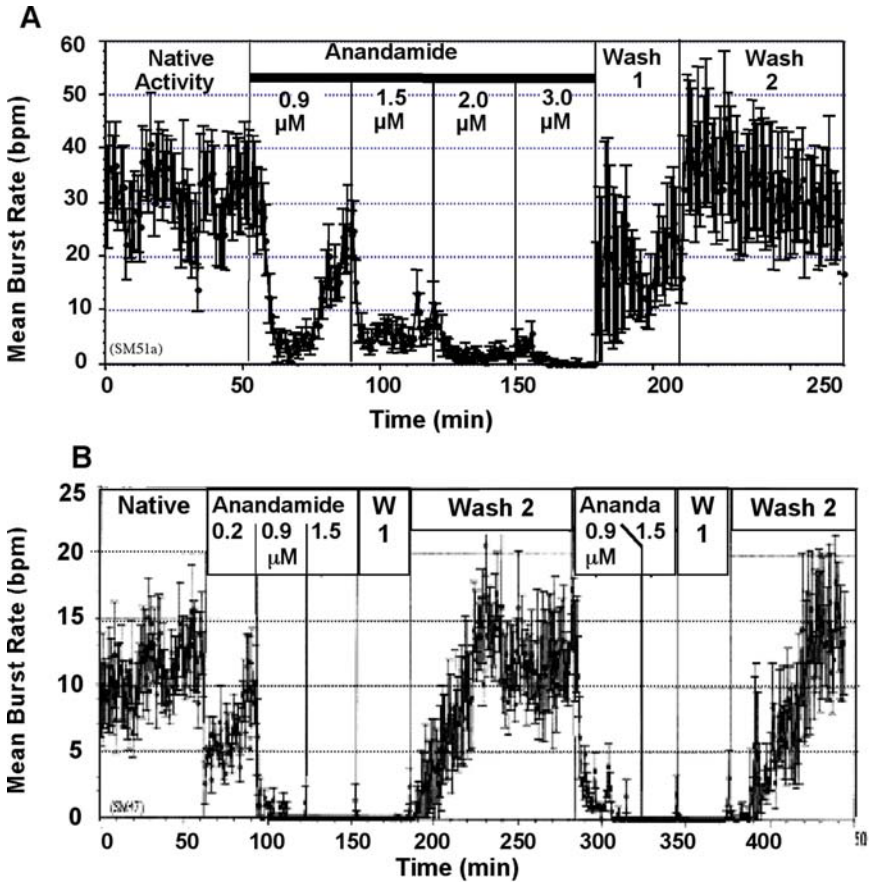 A
Mean Burst Rate (bpm)
60
50
40
30
20
10
0
Native
Activity
Anandamide
0.9
µM
1.5
µM
2.0
µM
3.0
µM
Wash
1
Wash
2
(SM51a)
0
50
100
150
200
250
Time (min)
B
Mean Burst Rate (bpm)
25
20
15
10
5
0
Native
Anandamide
0.2
0.9
µM
1.5
W
1
Wash 2
Ananda
0.9
µM
1.5
W
1
Wash 2
0
50
100
150
200
250
300
350
400
Time (min)